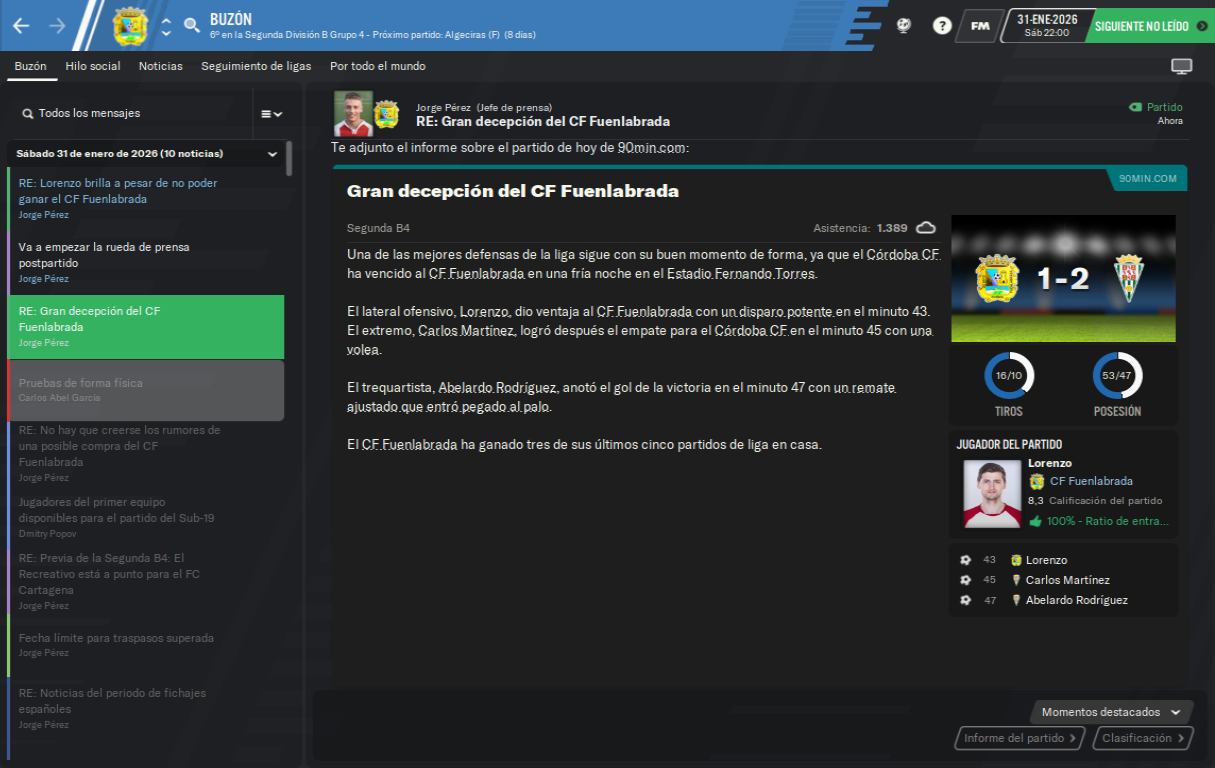 BUZÓN
6º en la Segunda División B Grupo 4 - Próximo partido: Algeciras (F) (8 días)
?
FM
31-ENE-2026
Sáb 22:00
SIGUIENTE NO LEÍDO
Buzón
Hilo social
Noticias
Seguimiento de ligas
Por todo el mundo
Todos los mensajes
Sábado 31 de enero de 2026 (10 noticias)
RE: Lorenzo brilla a pesar de no poder
ganar el CF Fuenlabrada
Jorge Pérez
Va a empezar la rueda de prensa
postpartido
Jorge Pérez
RE: Gran decepción del CF
Fuenlabrada
Jorge Pérez
Pruebas de forma física
Carlos Abel García
RE: No hay que creerse los rumores de
una posible compra del CF
Fuenlabrada
Jorge Pérez
Jugadores del primer equipo
disponibles para el partido del Sub-19
Dmitry Popov
RE: Previa de la Segunda B4: El
Recreativo está a punto para el FC
Cartagena
Jorge Pérez
Fecha límite para traspasos superada
Jorge Pérez
RE: Noticias del periodo de fichajes
españoles
Jorge Pérez
Jorge Pérez (Jefe de prensa)
RE: Gran decepción del CF Fuenlabrada
Partido
Ahora
Te adjunto el informe sobre el partido de hoy de 90min.com:
90MIN.COM
Gran decepción del CF Fuenlabrada
Segunda B4
Asistencia: 1.389
Una de las mejores defensas de la liga sigue con su buen momento de forma, ya que el Córdoba CF
ha vencido al CF Fuenlabrada en una fría noche en el Estadio Fernando Torres.
El lateral ofensivo, Lorenzo, dio ventaja al CF Fuenlabrada con un disparo potente en el minuto 43.
El extremo, Carlos Martínez, logró después el empate para el Córdoba CF en el minuto 45 con una
volea.
El trequartista, Abelardo Rodríguez, anotó el gol de la victoria en el minuto 47 con un remate
ajustado que entró pegado al palo.
El CF Fuenlabrada ha ganado tres de sus últimos cinco partidos de liga en casa.
1-2
16/10
53/47
TIROS
POSESIÓN
JUGADOR DEL PARTIDO
Lorenzo
CF Fuenlabrada
8,3 Calificación del partido
100% - Ratio de entra...
43 Lorenzo
45 Carlos Martínez
47 Abelardo Rodríguez
Momentos destacados
Informe del partido
Clasificación